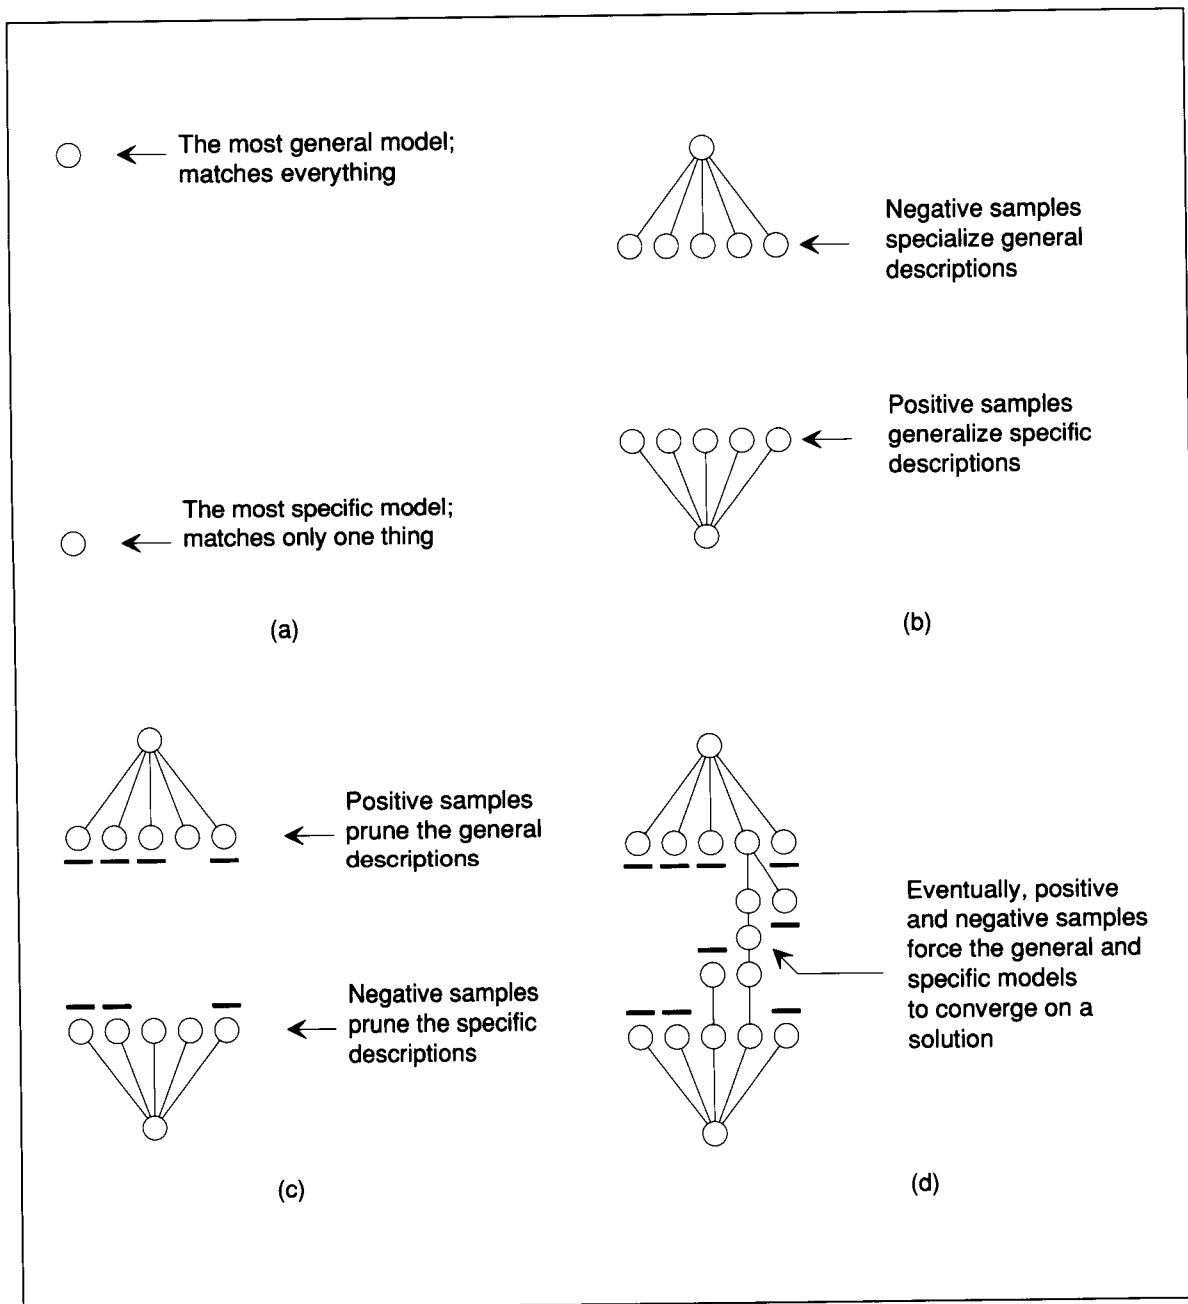 The most general model;
matches everything
The most specific model;
matches only one thing
(a)
Negative samples
specialize general
descriptions
Positive samples
generalize specific
descriptions
(b)
Positive samples
prune the general
descriptions
Negative samples
prune the specific
descriptions
(c)
Eventually, positive
and negative samples
force the general and
specific models
to converge on a
solution
(d)